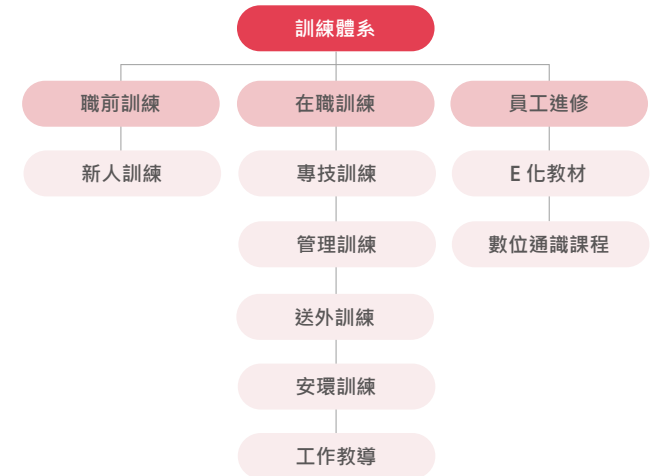 訓練體系
職前訓練
在職訓練
員工進修
新人訓練
專技訓練
E 化教材
管理訓練
數位通識課程
送外訓練
安環訓練
工作教導